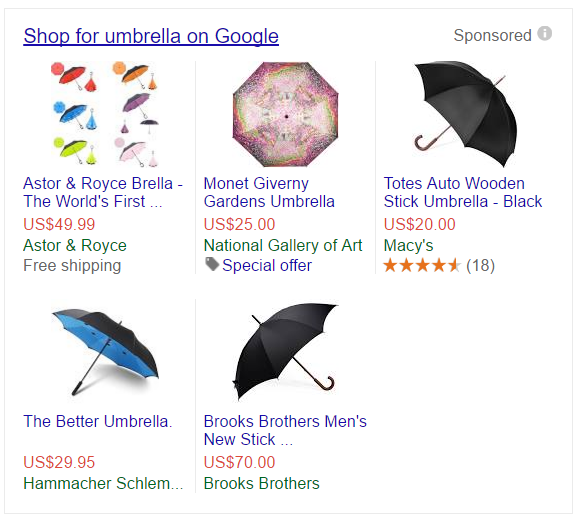 Shop for umbrella on Google
Sponsored
Astor & Royce Brella -
The World's First ...
US$49.99
Astor & Royce
Free shipping
Monet Giverny
Gardens Umbrella
US$25.00
National Gallery of Art
Special offer
Totes Auto Wooden
Stick Umbrella - Black
US$20.00
Macy's
(18)
The Better Umbrella.
US$29.95
Hammacher Schlem...
Brooks Brothers Men's
New Stick ...
US$70.00
Brooks Brothers